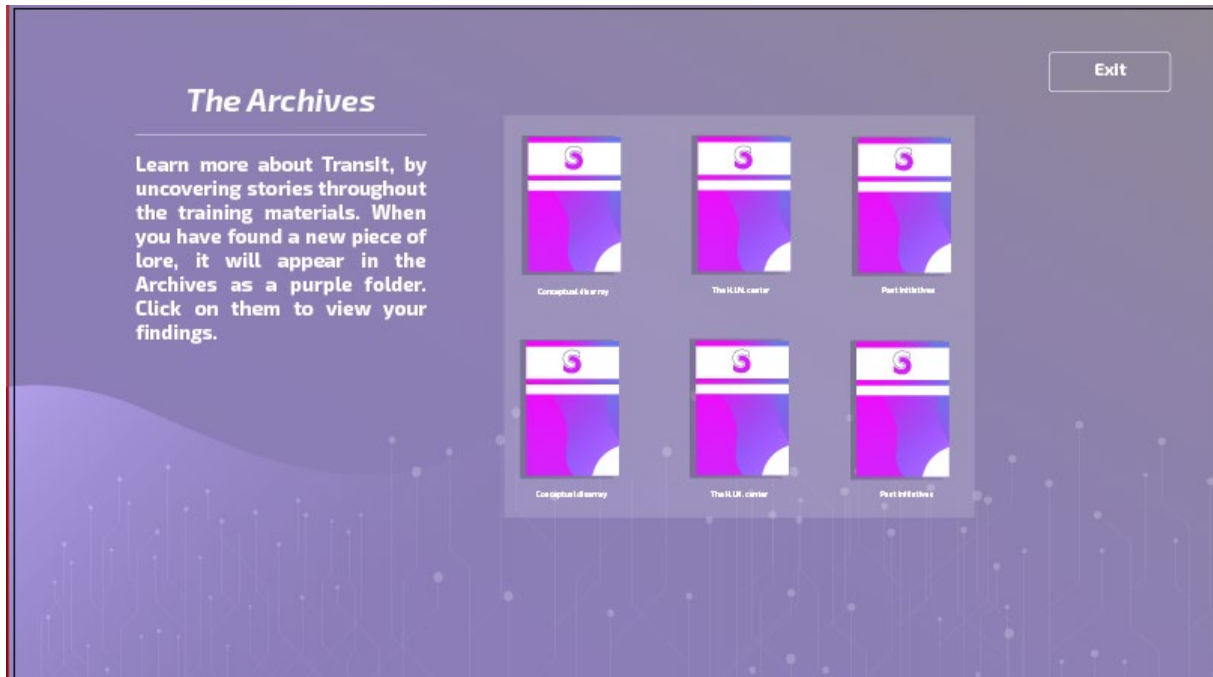 Exit
The Archives
Learn more about TransIt, by
uncovering stories throughout
the training materials. When
you have found a new piece of
lore, it will appear in the
Archives as a purple folder.
Click on them to view your
findings.
S
S
S
Conceptual disarray
The H.I.N. center
Past Initiatives
S
S
S
Conceptual disarray
The H.I.N. center
Past Initiatives